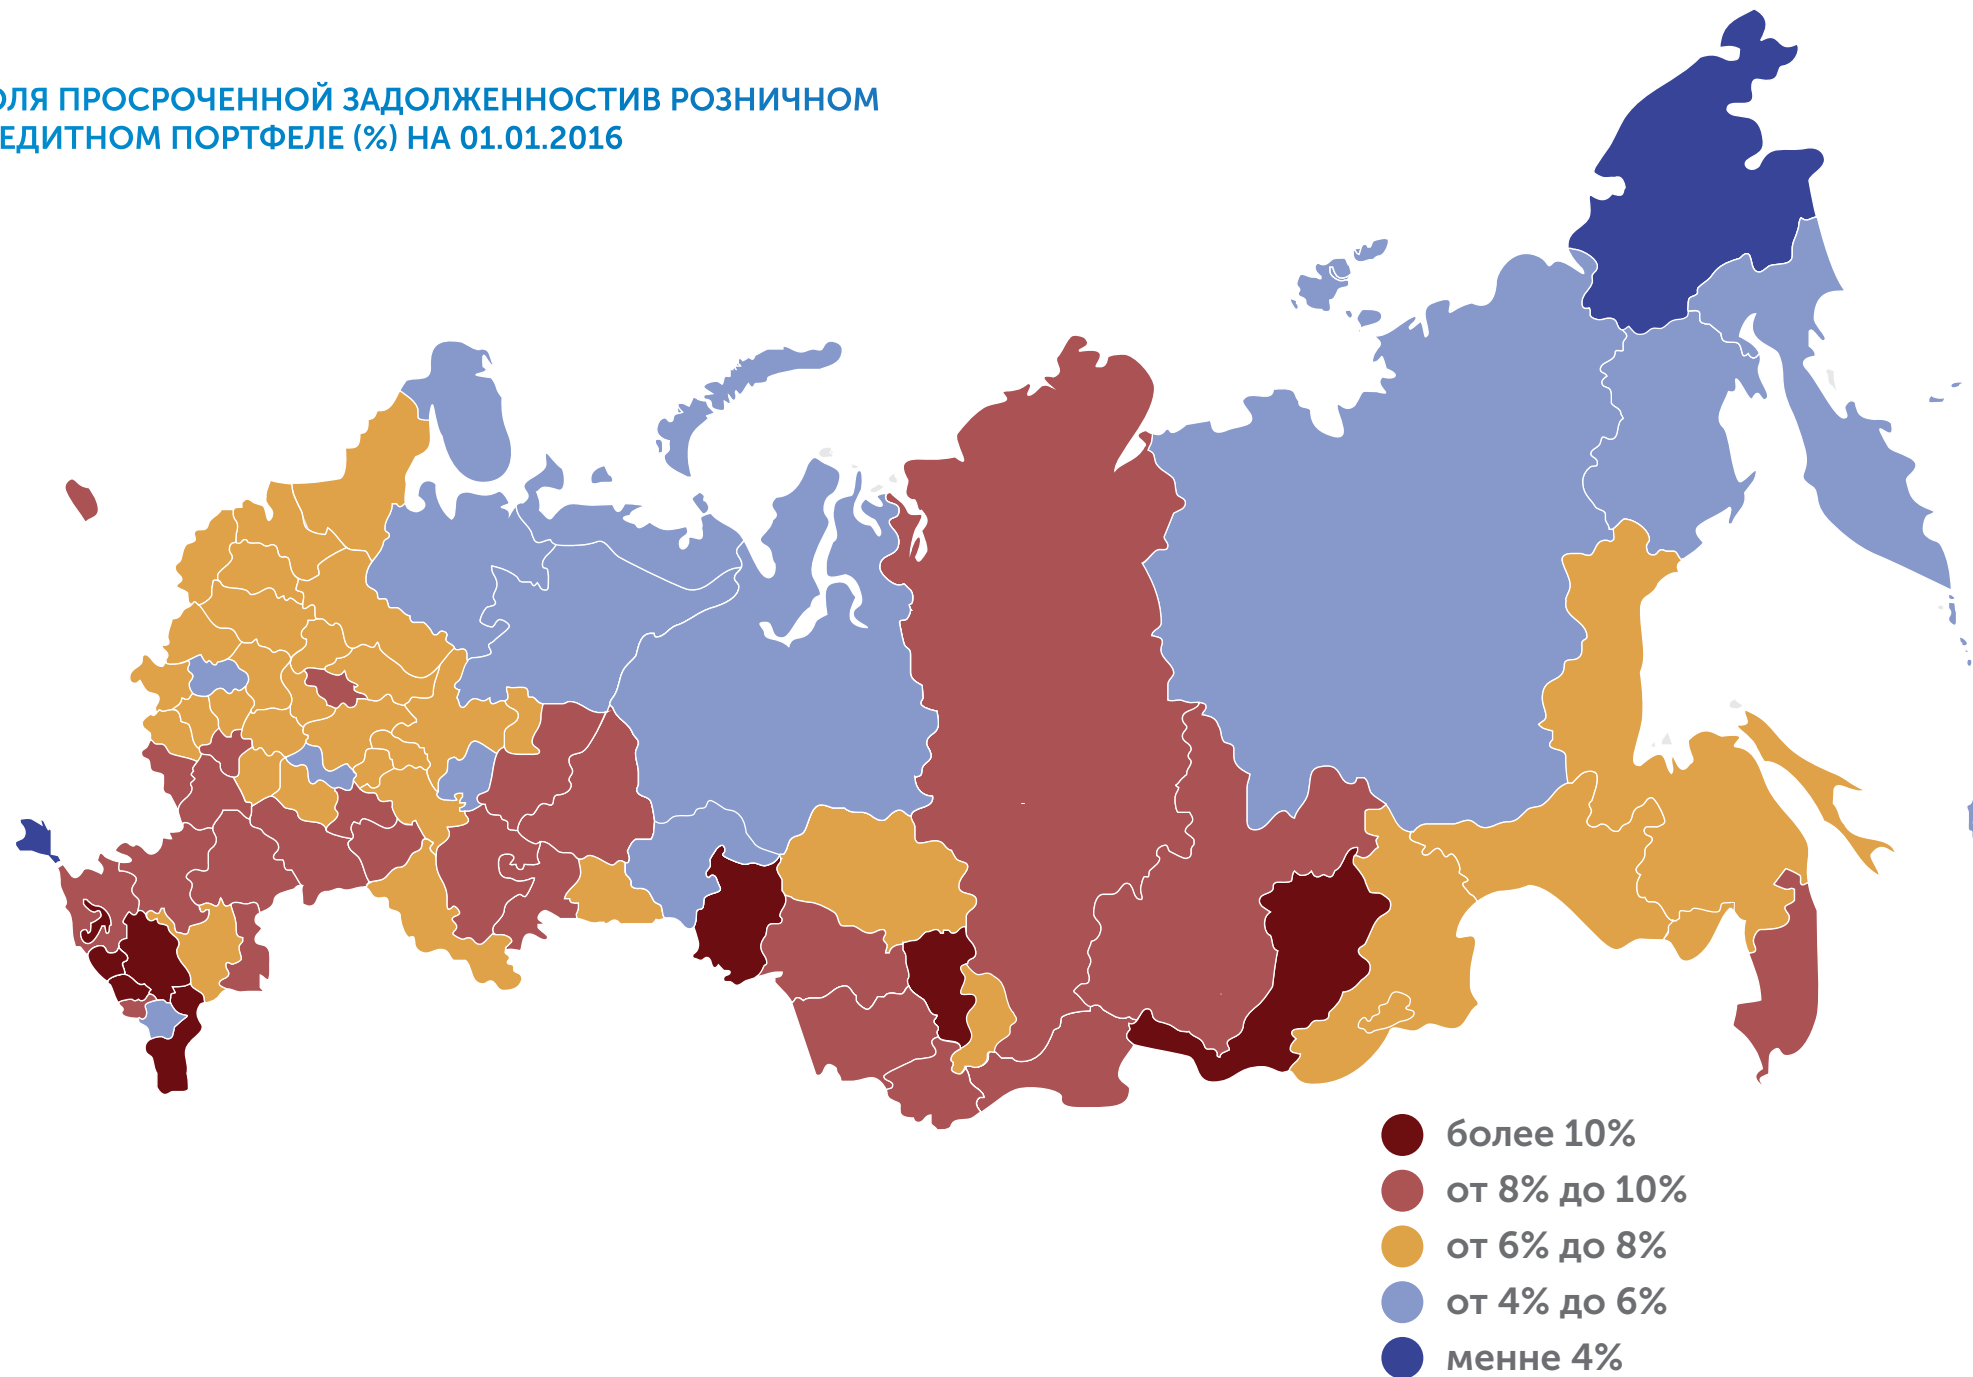 ОЛЯ ПРОСРОЧЕННОЙ ЗАДОЛЖЕННОСТИВ РОЗНИЧНОМ
ЕДИТНОМ ПОРТФЕЛЕ (%) НА 01.01.2016
более 10%
от 8% до 10%
от 6% до 8%
от 4% до 6%
менне 4%